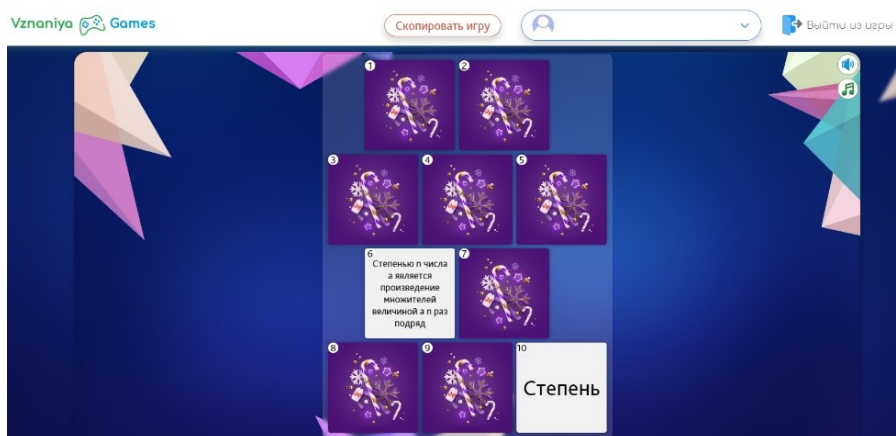 Vznaniya Games
Скопировать игру
Выйти из игры
1
2
3
4
5
6
Степенью n числа
a является
произведение
множителей
величиной a n раз
подряд
7
8
9
10
Степень